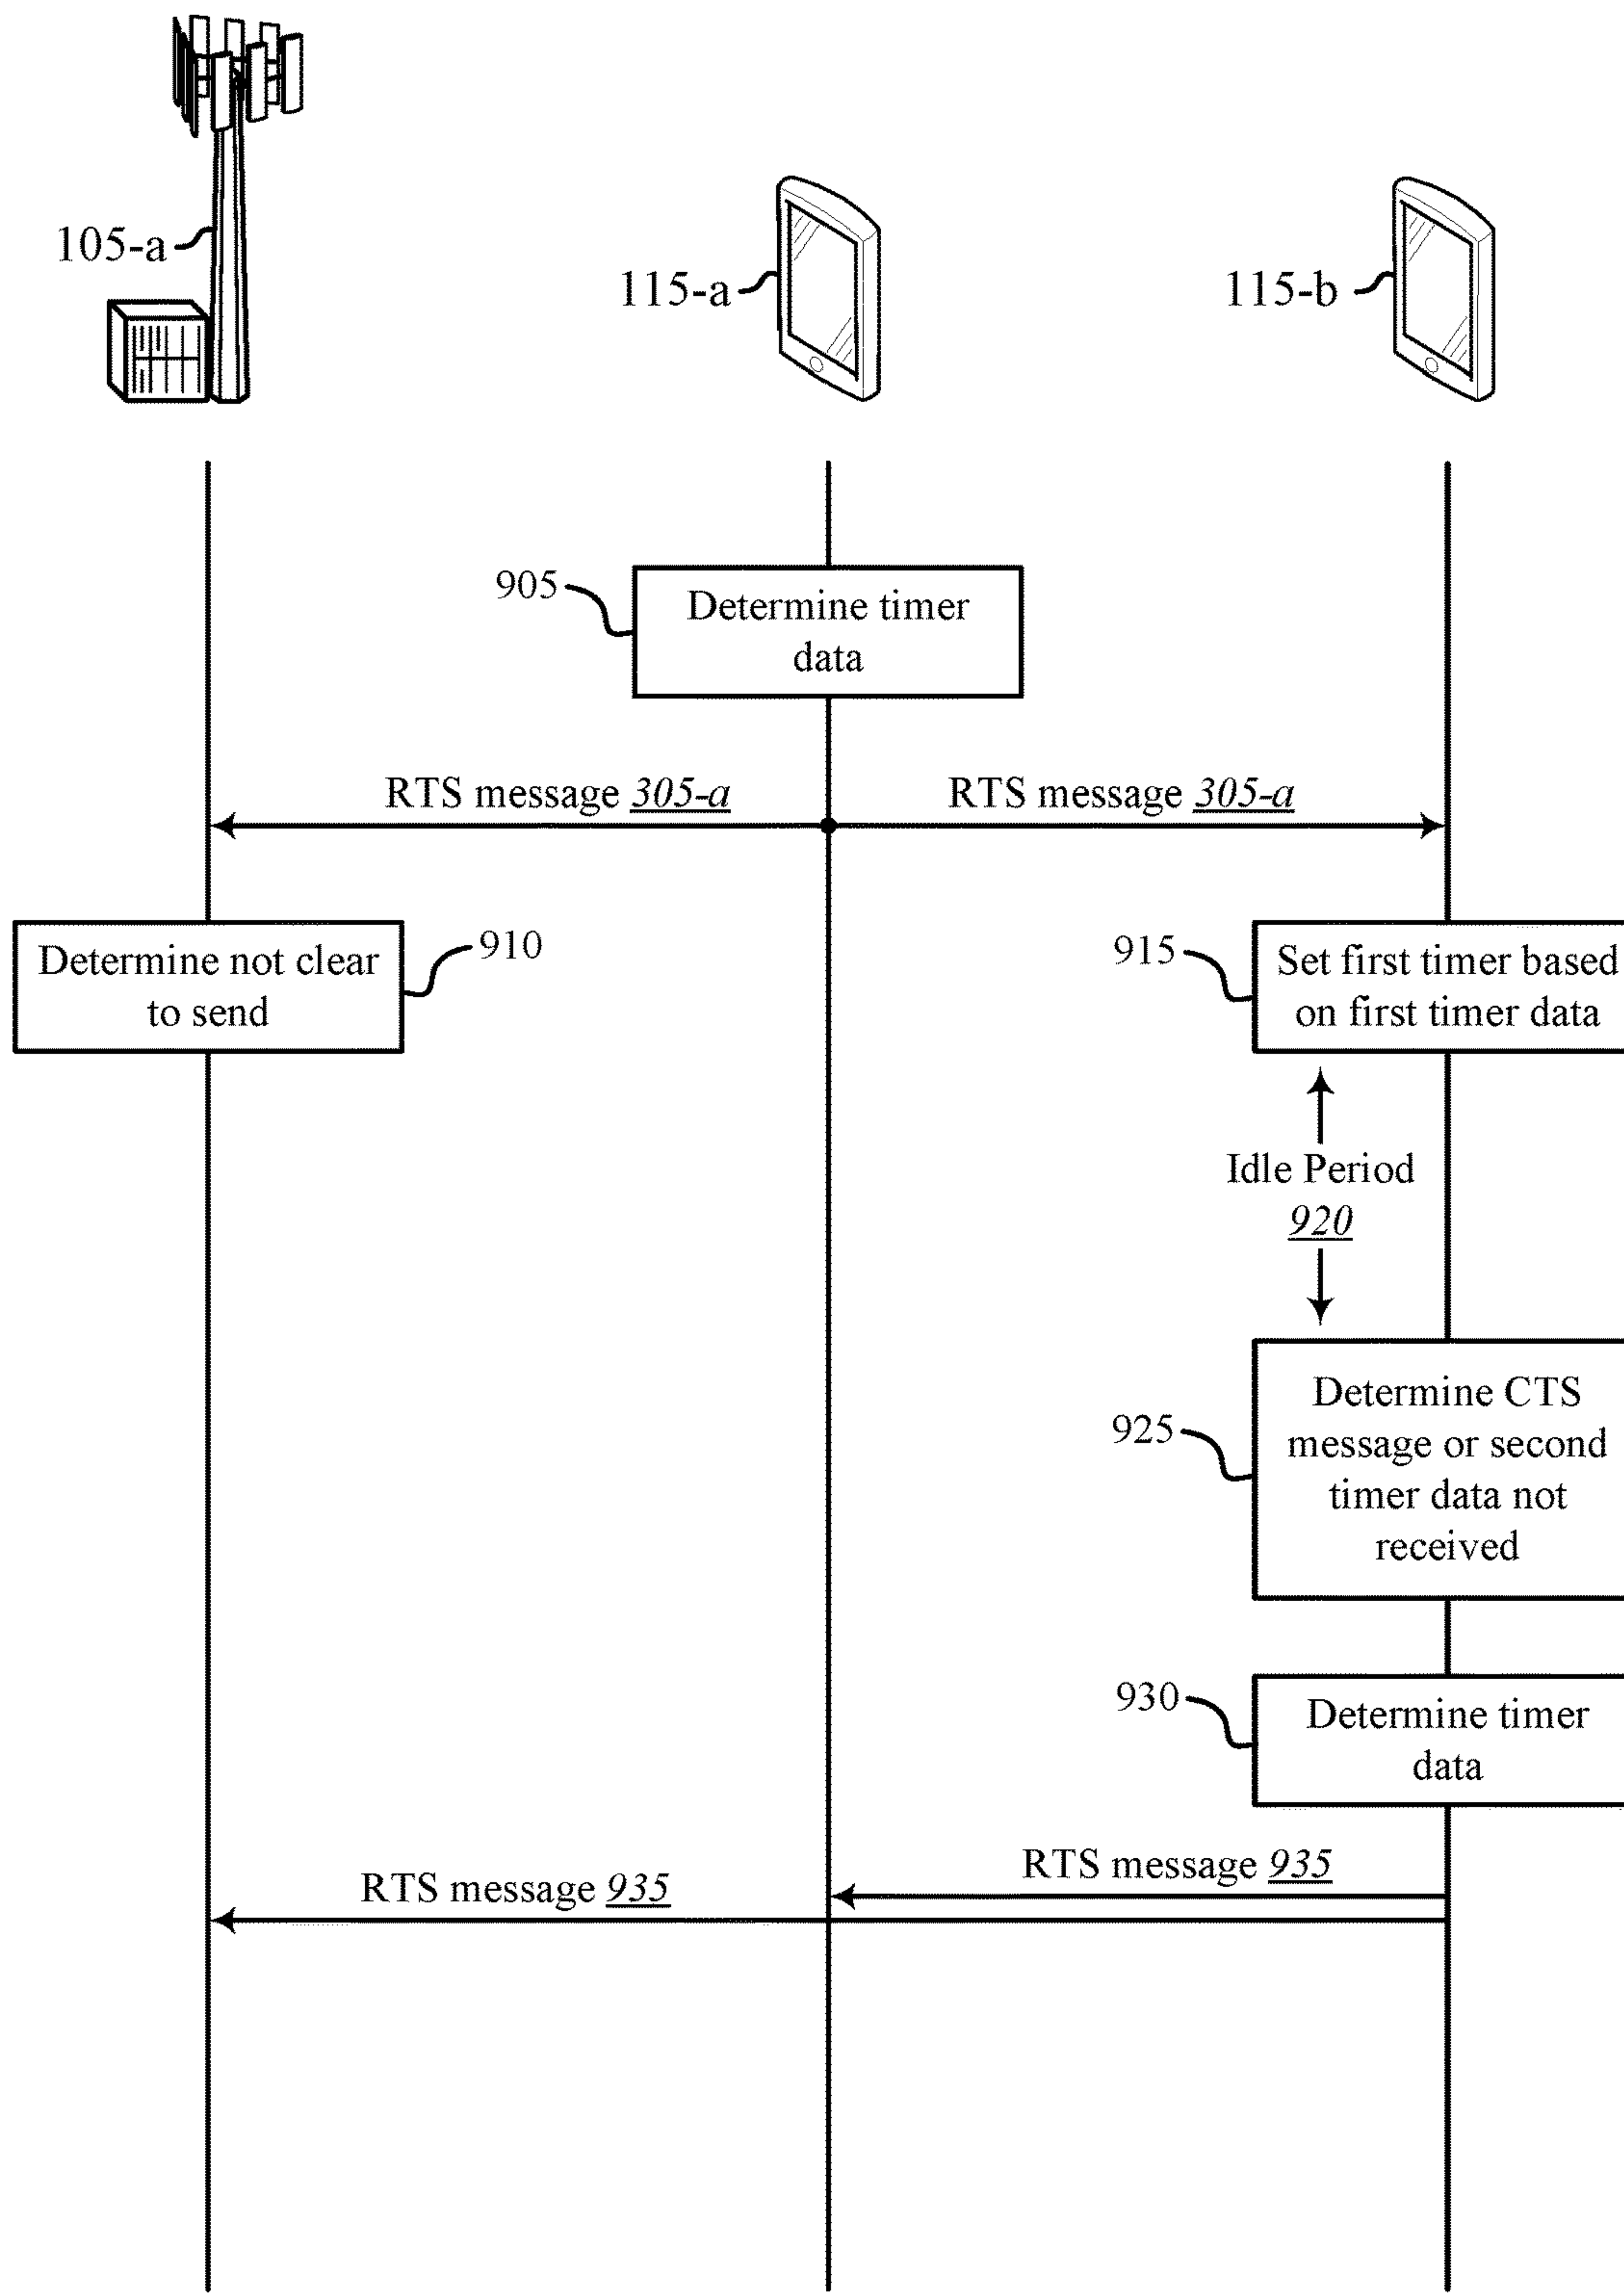 105-a
115-a
115-b
905
Determine timer
data
RTS message 305-a
RTS message 305-a
Determine not clear
to send
910
915
Set first timer based
on first timer data
Idle Period
920
925
Determine CTS
message or second
timer data not
received
930
Determine timer
data
RTS message 935
RTS message 935